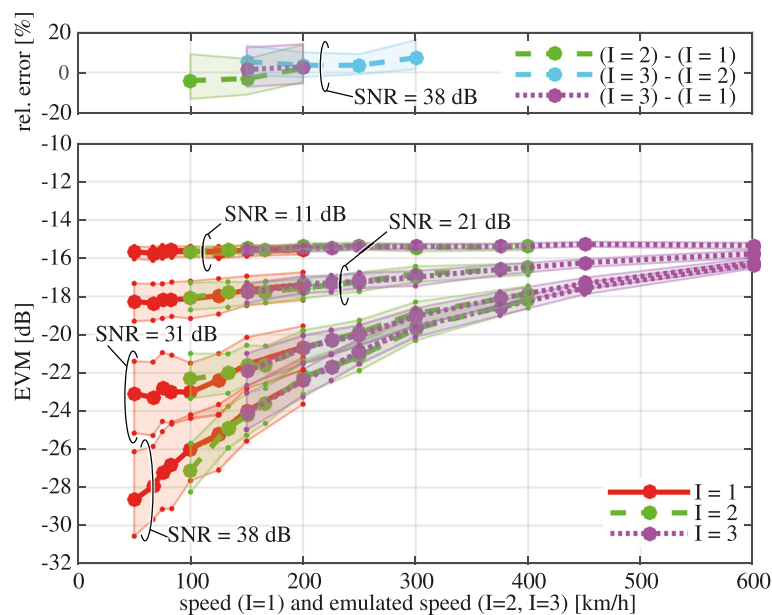 rel. error [%]
20
0
-20
(I = 2) - (I = 1)
(I = 3) - (I = 2)
(I = 3) - (I = 1)
SNR = 38 dB
EVM [dB]
-10
-12
-14
-16
-18
-20
-22
-24
-26
-28
-30
-32
SNR = 11 dB
SNR = 21 dB
SNR = 31 dB
SNR = 38 dB
I = 1
I = 2
I = 3
0 100 200 300 400 500 600
speed (I=1) and emulated speed (I=2, I=3) [km/h]